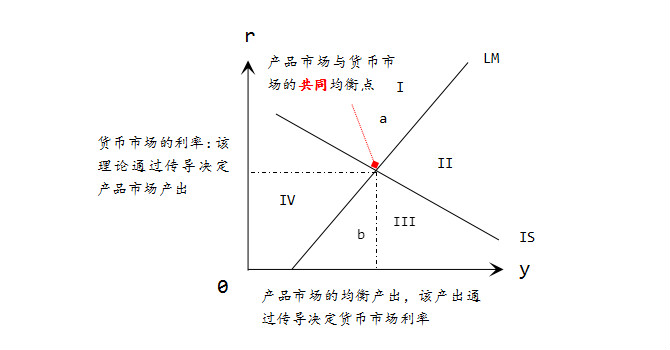 r
LM
产品市场与货币市
场的共同均衡点
I
a
货币市场的利率:该
理论通过传导决定
产品市场产出
II
IV
III
b
IS
0
y
产品市场的均衡产出，该产出通
过传导决定货币市场利率